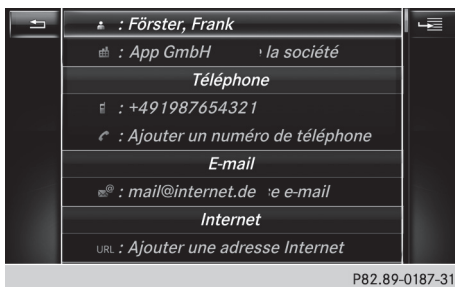 : Förster, Frank
: App GmbH la société
Téléphone
: +491987654321
: Ajouter un numéro de téléphone
E-mail
: mail@internet.de e e-mail
Internet
URL : Ajouter une adresse Internet
P82.89-0187-31